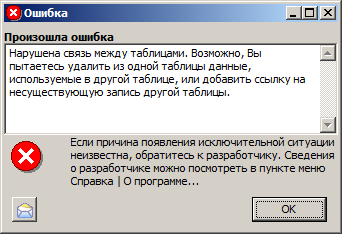 Ошибка
Произошла ошибка
Нарушена связь между таблицами. Возможно, Вы
пытаетесь удалить из одной таблицы данные,
используемые в другой таблице, или добавить ссылку на
несуществующую запись другой таблицы.
Если причина появления исключительной ситуации
неизвестна, обратитесь к разработчику. Сведения
о разработчике можно посмотреть в пункте меню
Справка | О программе...
OK